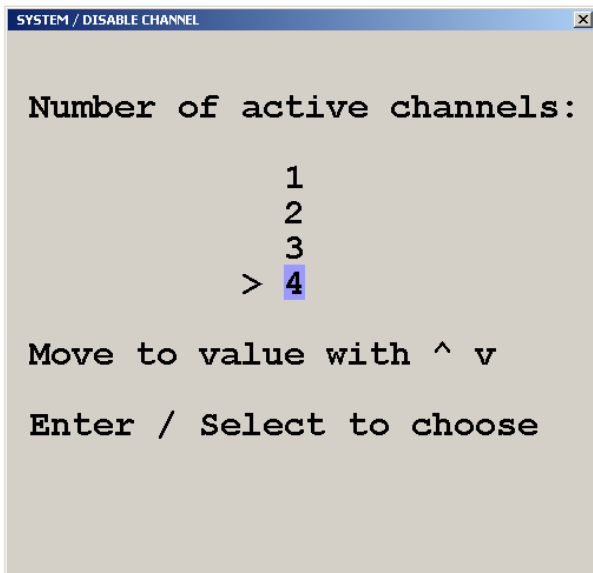 SYSTEM / DISABLE CHANNEL
Number of active channels:
1
2
3
> 4
Move to value with ^ v
Enter / Select to choose